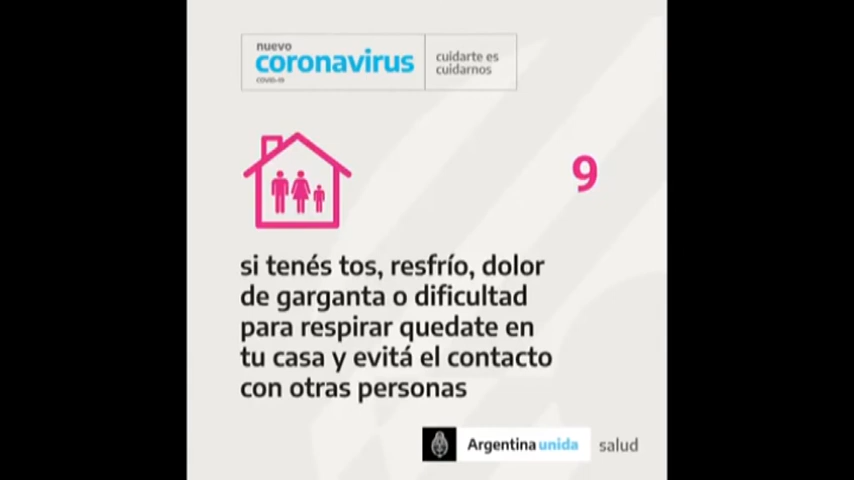 nuevo
coronavirus
COVID-19
cuidarte es
cuidarnos
9
si tenés tos, resfrío, dolor
de garganta o dificultad
para respirar quedate en
tu casa y evitá el contacto
con otras personas
Argentina unida
salud